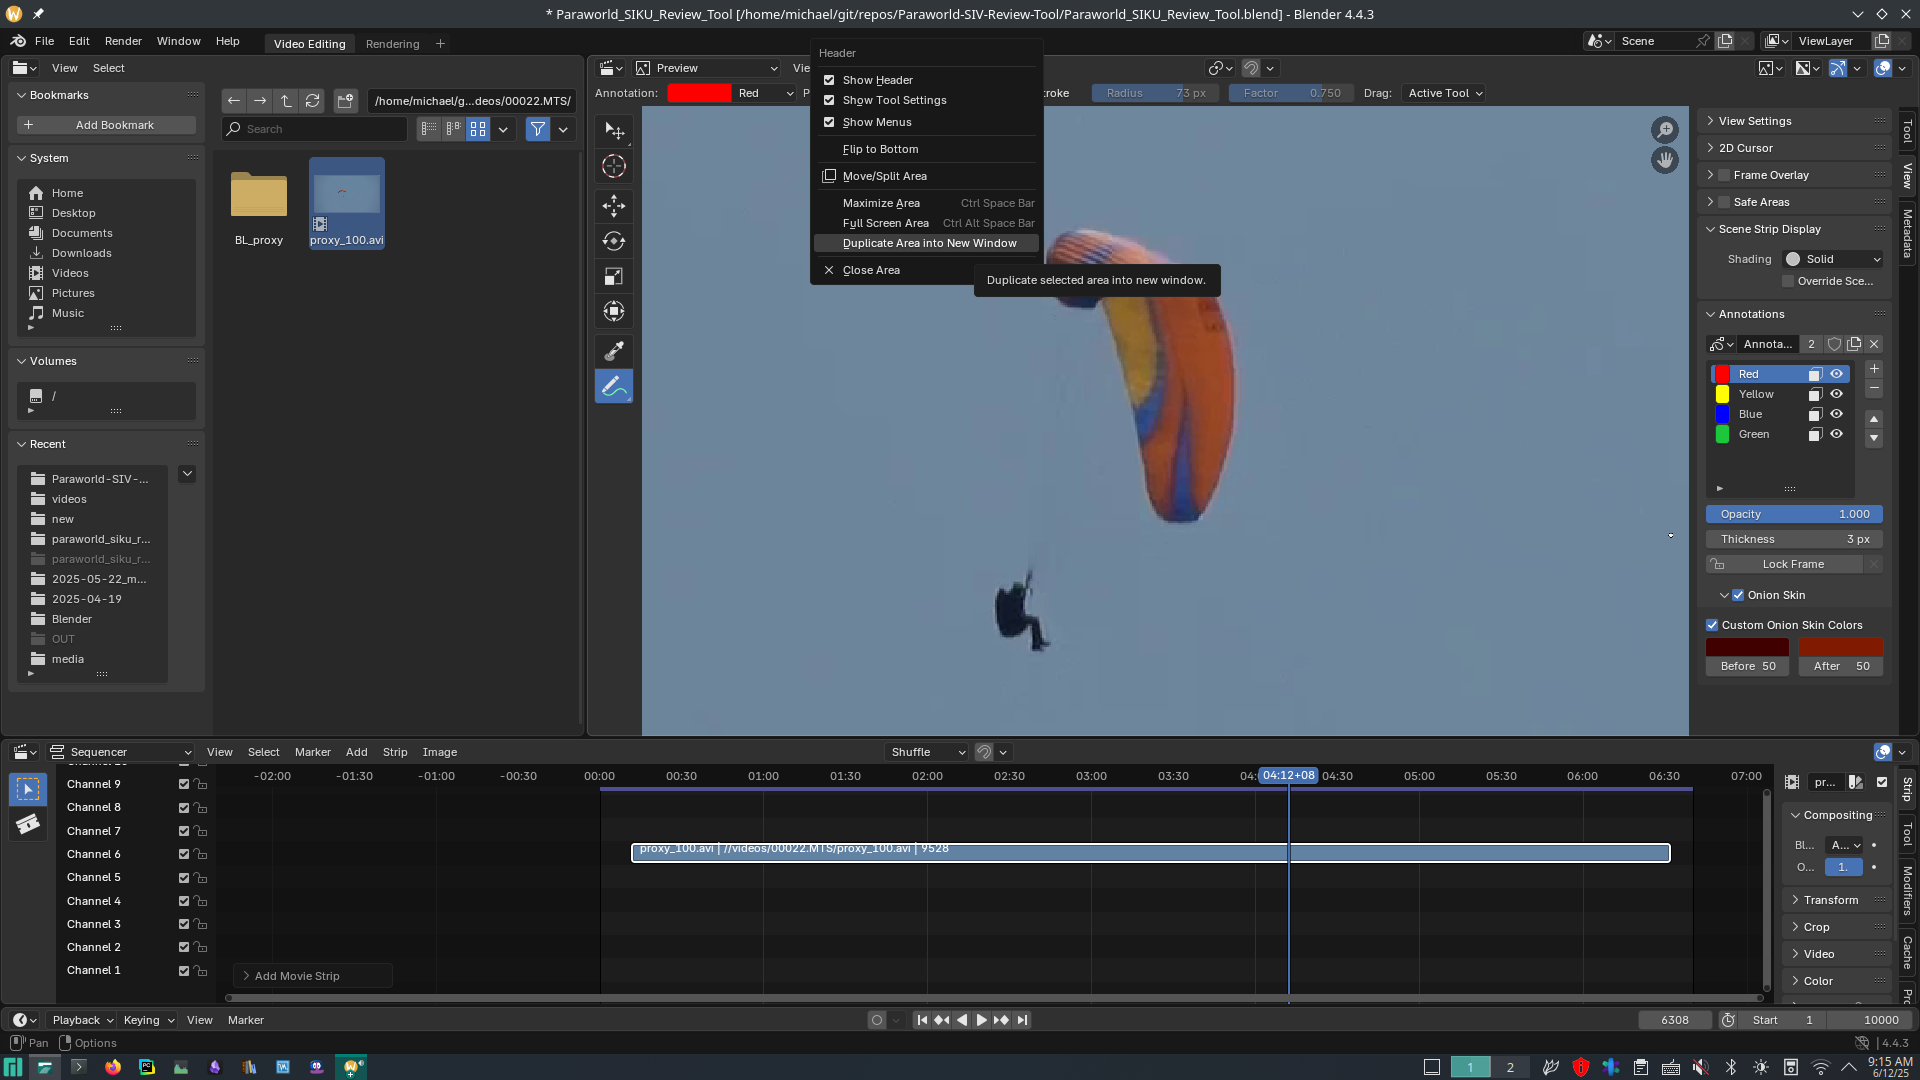 * Paraworld_SIKU_Review_Tool [/home/michael/git/repos/Paraworld-SIV-Review-Tool/Paraworld_SIKU_Review_Tool.blend] - Blender 4.4.3
File Edit Render Window Help Video Editing Rendering + Scene ViewLayer
View Select
Bookmarks
Add Bookmark
System
Home
Desktop
Documents
Downloads
Videos
Pictures
Music
Volumes
/
Recent
Paraworld-SIV-...
videos
new
paraworld_siku_r...
paraworld_siku_r...
2025-05-22_m...
2025-04-19
Blender
OUT
media
/home/michael/g...deos/00022.MTS/
Search
BL_proxy
proxy_100.avi
Preview
Annotation: Red
Radius 73 px Factor 0.750 Drag: Active Tool
Header
Show Header
Show Tool Settings
Show Menus
Flip to Bottom
Move/Split Area
Maximize Area Ctrl Space Bar
Full Screen Area Ctrl Alt Space Bar
Duplicate Area into New Window
Close Area
Duplicate selected area into new window.
View Settings
2D Cursor
Frame Overlay
Safe Areas
Scene Strip Display
Shading Solid
Override Sce...
Annotations
Annota... 2
Red
Yellow
Blue
Green
Opacity 1.000
Thickness 3 px
Lock Frame
Onion Skin
Custom Onion Skin Colors
Before 50 After 50
Tool
View
Metadata
Sequencer View Select Marker Add Strip Image Shuffle
-02:00 -01:30 -01:00 -00:30 00:00 00:30 01:00 01:30 02:00 02:30 03:00 03:30 04:12+08 04:30 05:00 05:30 06:00 06:30 07:00
Channel 9
Channel 8
Channel 7
Channel 6
Channel 5
Channel 4
Channel 3
Channel 2
Channel 1
proxy_100.avi | //videos/00022.MTS/proxy_100.avi | 9528
Add Movie Strip
pr...
Compositing
Bl... A...
O... 1.
Transform
Crop
Video
Color
Strip
Tool
Modifiers
Cache
Playback Keying View Marker 6308 Start 1 10000
Pan Options 4.4.3
1 2 9:15 AM
6/12/25